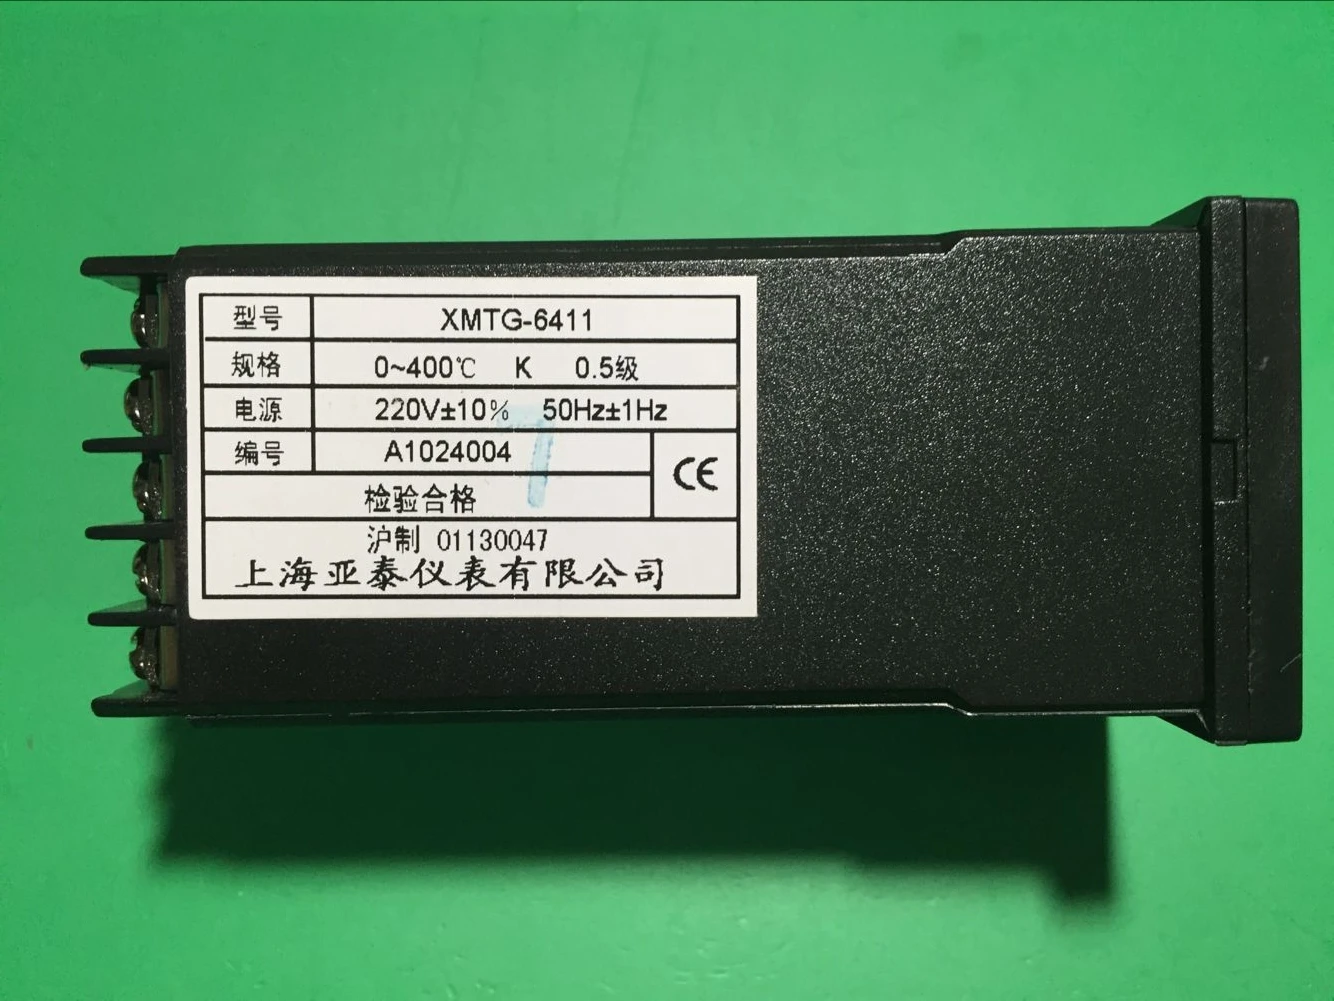 型号 XMTG-6411
规格 0~400℃ K 0.5级
电源 220V±10% 50Hz±1Hz
编号 A1024004
CE
检验合格
7
沪制 01130047
上海亚泰仪表有限公司